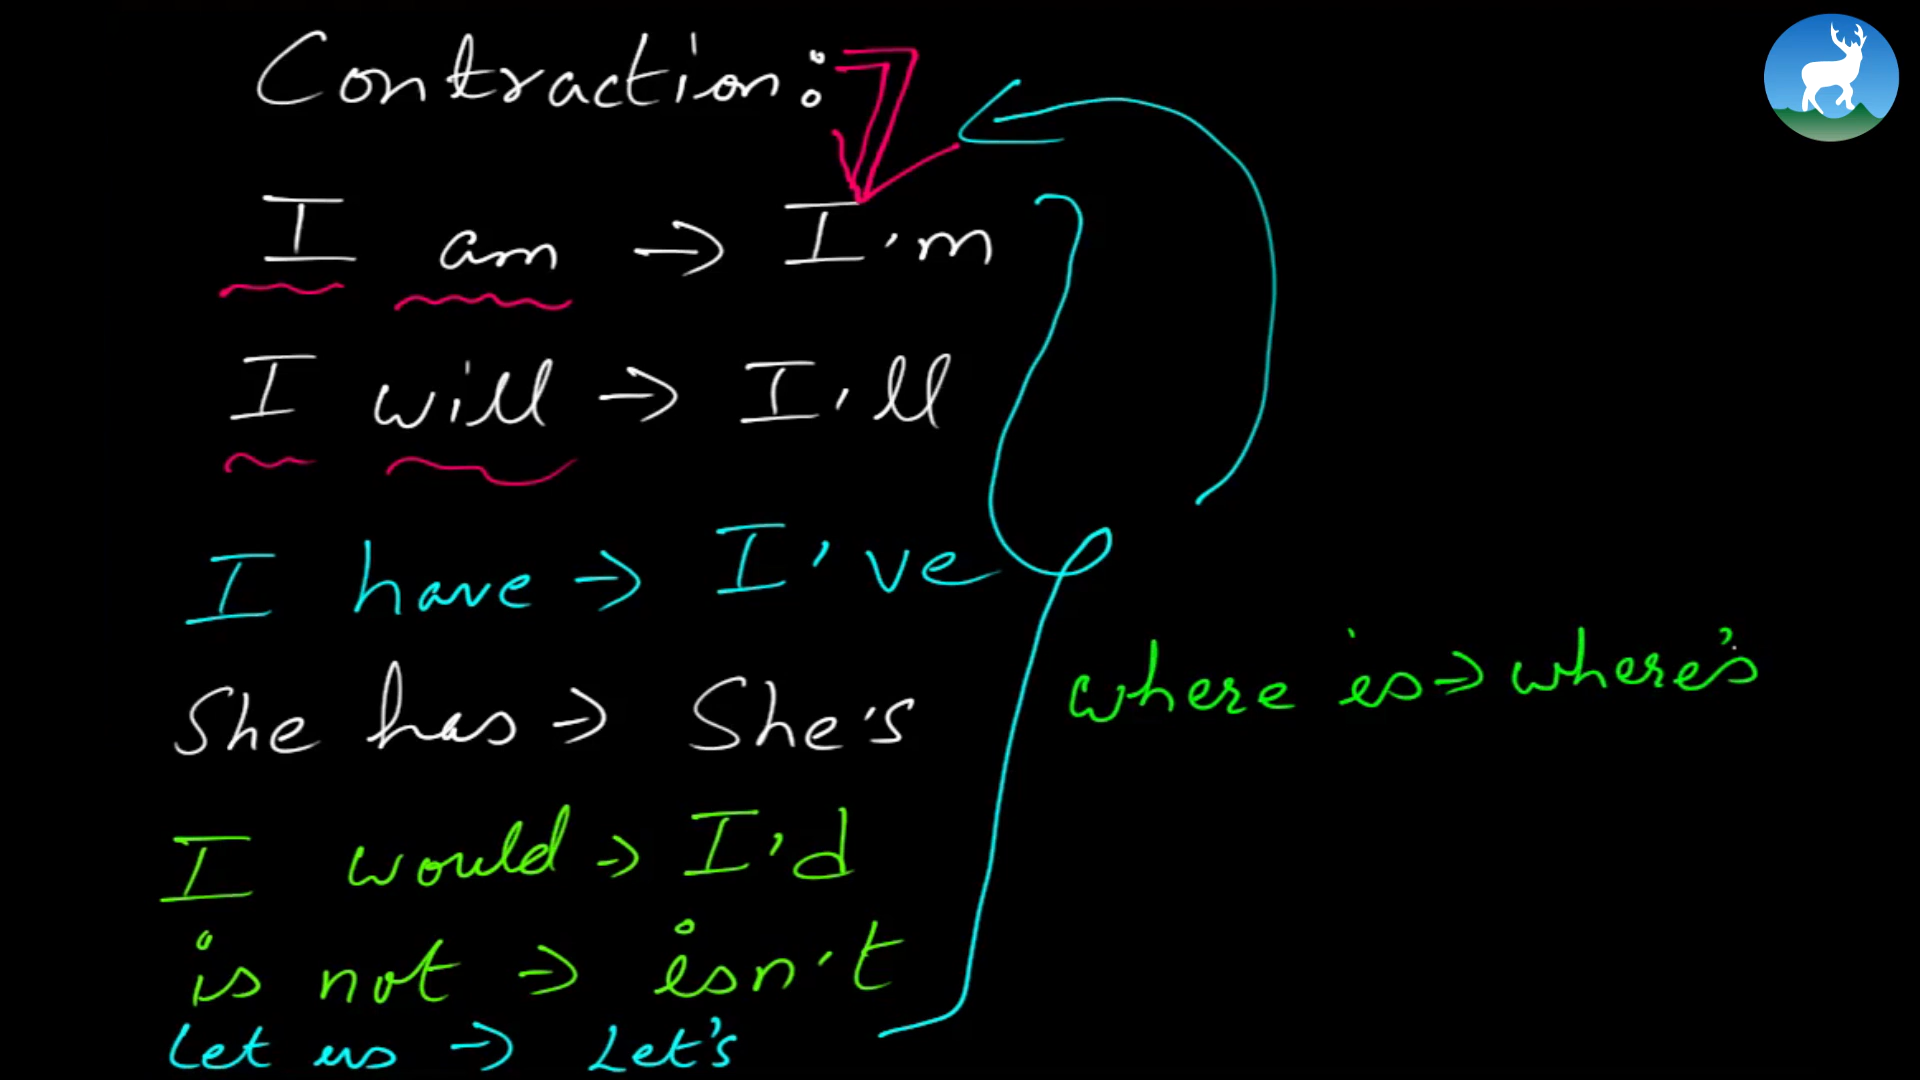 Contraction:
I am → I'm
I will → I'll
I have → I've
She has → She's
where is → where's
I would → I'd
is not → isn't
Let us → Let's